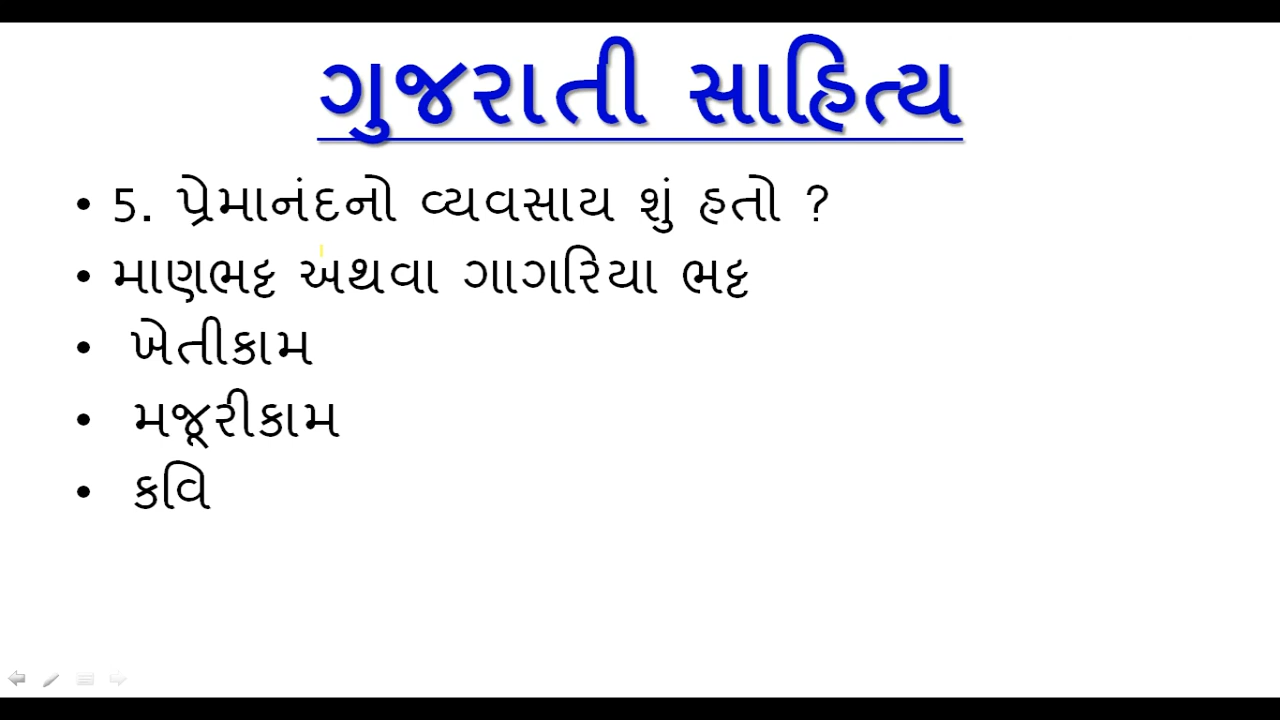 ગુજરાતી સાહિત્ય
• 5. પ્રેમાનંદનો વ્યવસાય શું હતો ?
• માણભટ્ટ અથવા ગાગરિયા ભટ્ટ
• ખેતીકામ
• મજૂરીકામ
• કવિ